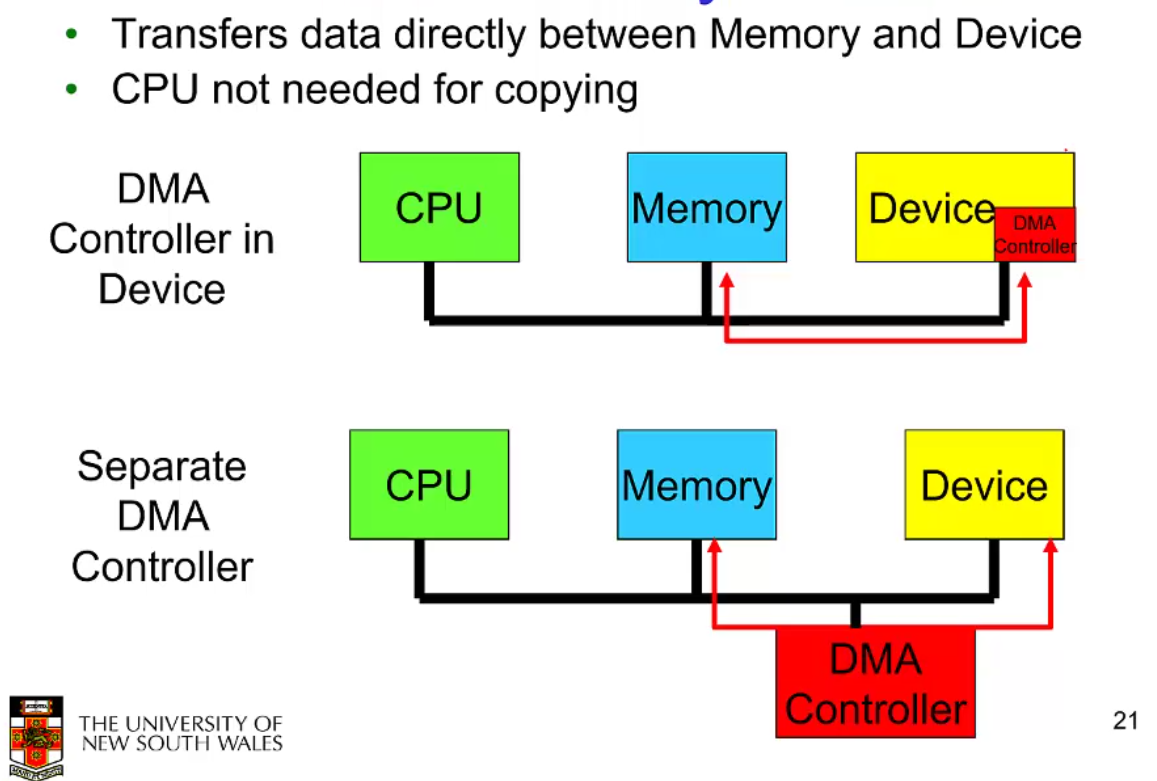 Transfers data directly between Memory and Device
CPU not needed for copying
DMA
Controller in
Device
CPU
Memory
Device
DMA
Controller
Separate
DMA
Controller
CPU
Memory
Device
DMA
Controller
THE UNIVERSITY OF
NEW SOUTH WALES
21